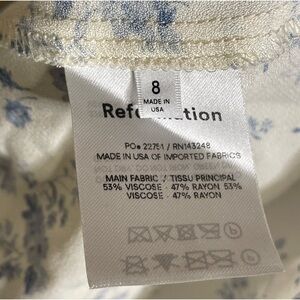 8
MADE IN
USA
Reformation
PO# 22751 / RN143248
MADE IN USA OF IMPORTED FABRICS
MAIN FABRIC / TISSU PRINCIPAL
53% VISCOSE - 47% RAYON 53%
VISCOSE - 47% RAYON